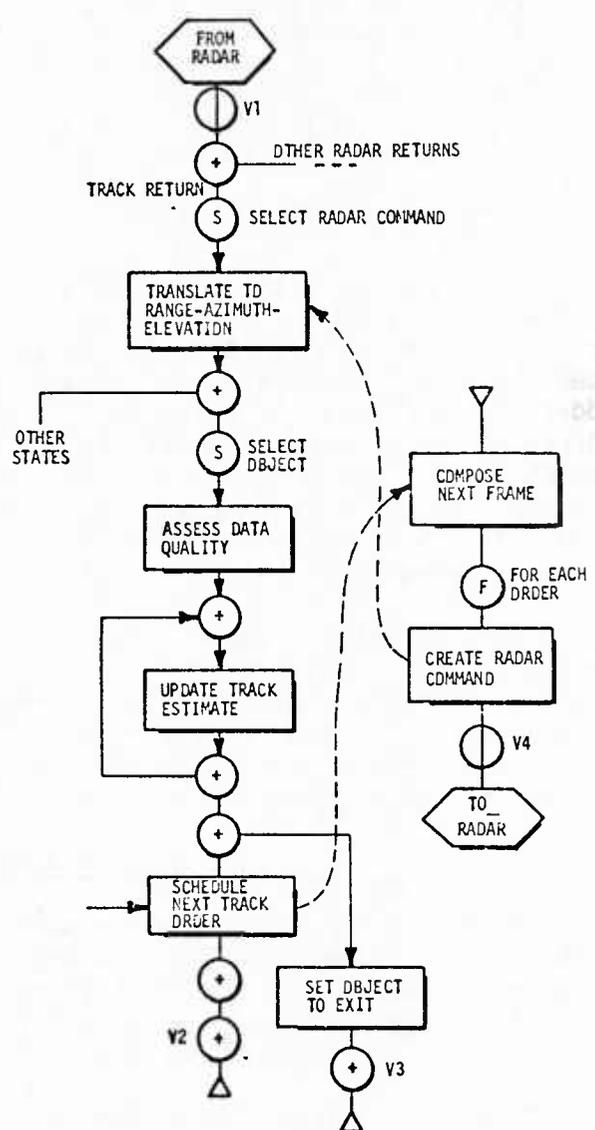 FROM
RADAR
V1
+
DTHER RADAR RETURNS
TRACK RETURN
S
SELECT RADAR COMMAND
TRANSLATE TD
RANGE-AZIMUTH-
ELEVATION
+
OTHER
STATES
S
SELECT
DBJECT
ASSESS DATA
QUALITY
+
UPDATE TRACK
ESTIMATE
+
+
SCHEDULE
NEXT TRACK
DRDER
+
V2
+
SET DBJECT
TO EXIT
+
V3
CDMPOSE
NEXT FRAME
F
FOR EACH
DRDER
CREATE RADAR
COMMAND
V4
TO
RADAR